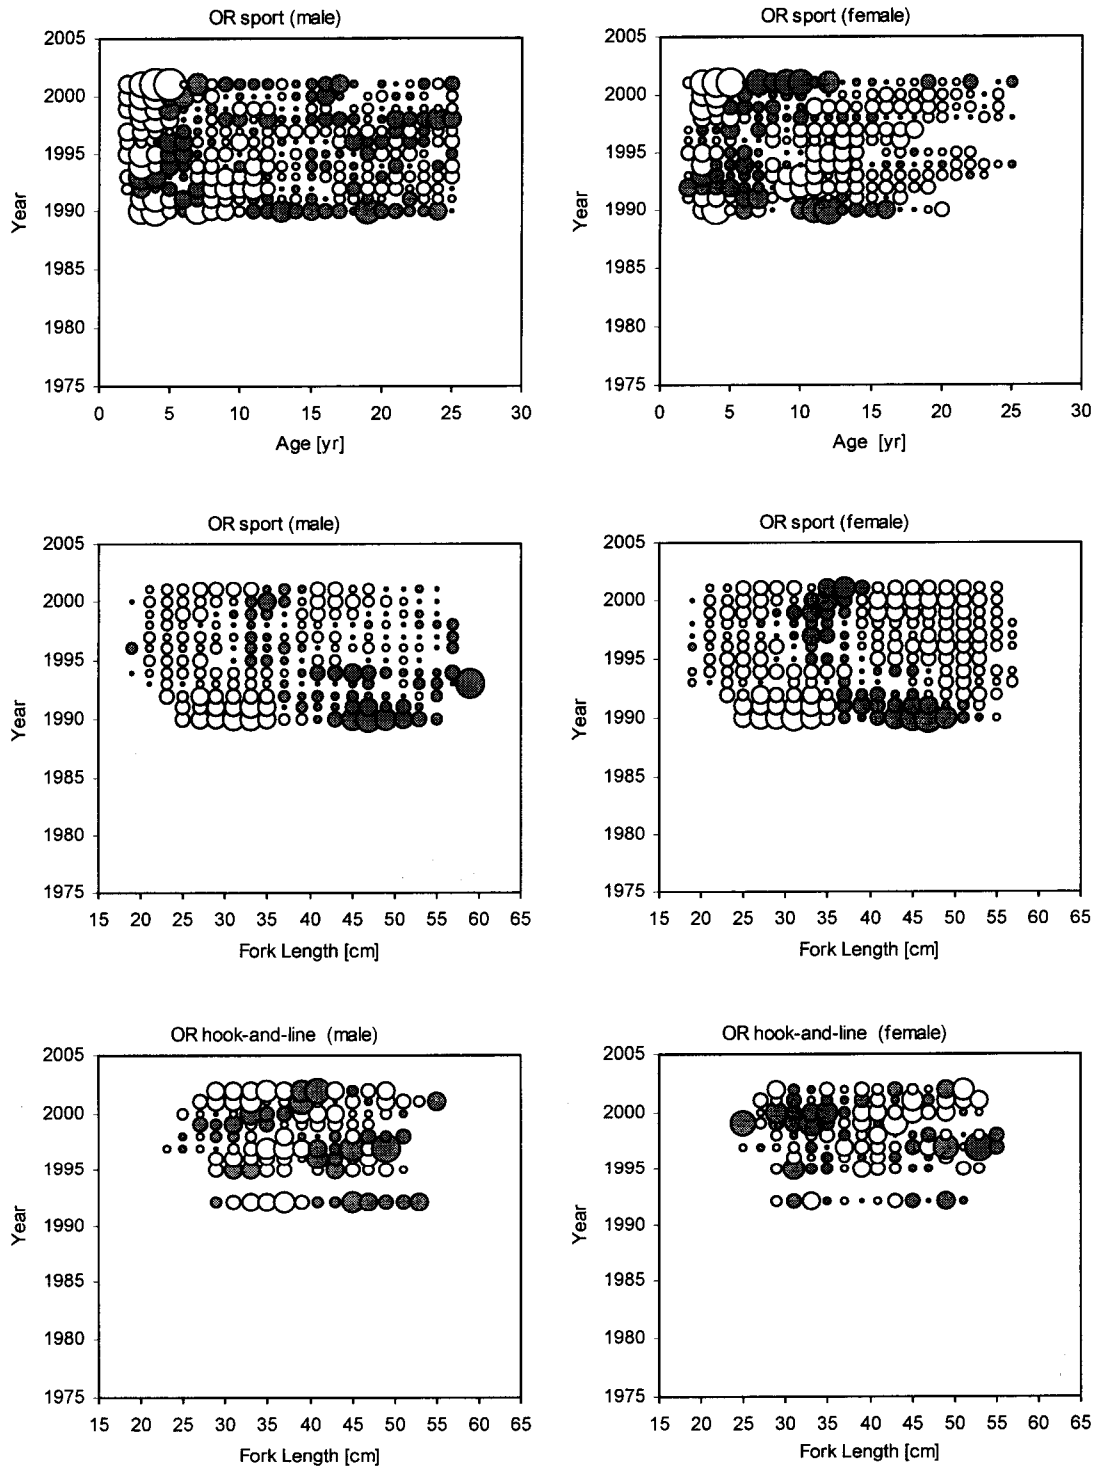 OR sport (male)
2005
2000
1995
1990
1985
1980
1975
Year
0 5 10 15 20 25 30
Age [yr]
OR sport (female)
2005
2000
1995
1990
1985
1980
1975
Year
0 5 10 15 20 25 30
Age [yr]
OR sport (male)
2005
2000
1995
1990
1985
1980
1975
Year
15 20 25 30 35 40 45 50 55 60 65
Fork Length [cm]
OR sport (female)
2005
2000
1995
1990
1985
1980
1975
Year
15 20 25 30 35 40 45 50 55 60 65
Fork Length [cm]
OR hook-and-line (male)
2005
2000
1995
1990
1985
1980
1975
Year
15 20 25 30 35 40 45 50 55 60 65
Fork Length [cm]
OR hook-and-line (female)
2005
2000
1995
1990
1985
1980
1975
Year
15 20 25 30 35 40 45 50 55 60 65
Fork Length [cm]